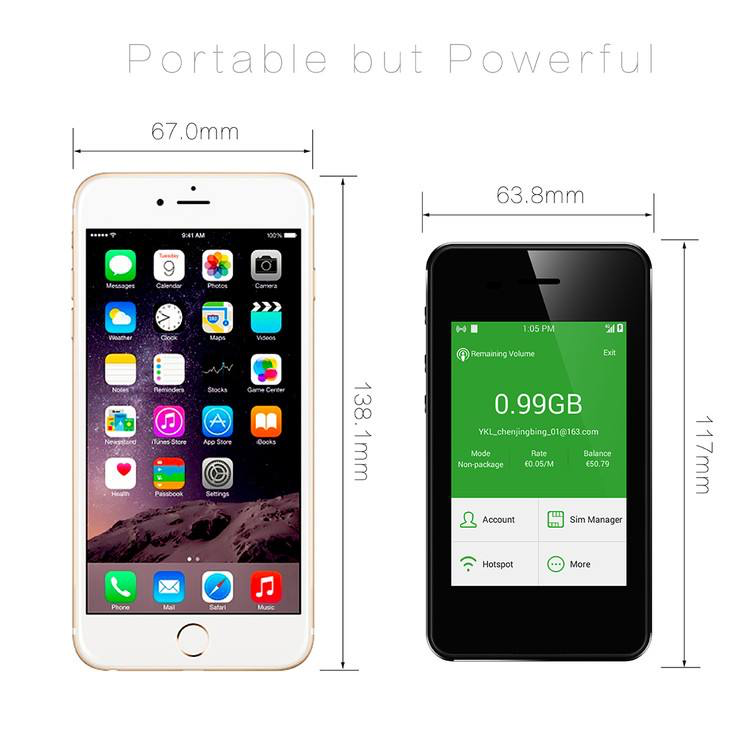 Portable but Powerful
67.0mm
63.8mm
138.1mm
117mm
9:41 AM 100%
Tuesday
9
Messages Calendar Photos Camera
Weather Clock Maps Videos
Notes Reminders Stocks Game Center
Newsstand iTunes Store App Store iBooks
Health Passbook Settings
Phone Mail Safari Music
1:05 PM 4G
Remaining Volume Exit
0.99GB
YKL_chenjingbing_01@163.com
Mode Rate Balance
Non-package €0.05/M €50.79
Account Sim Manager
Hotspot More